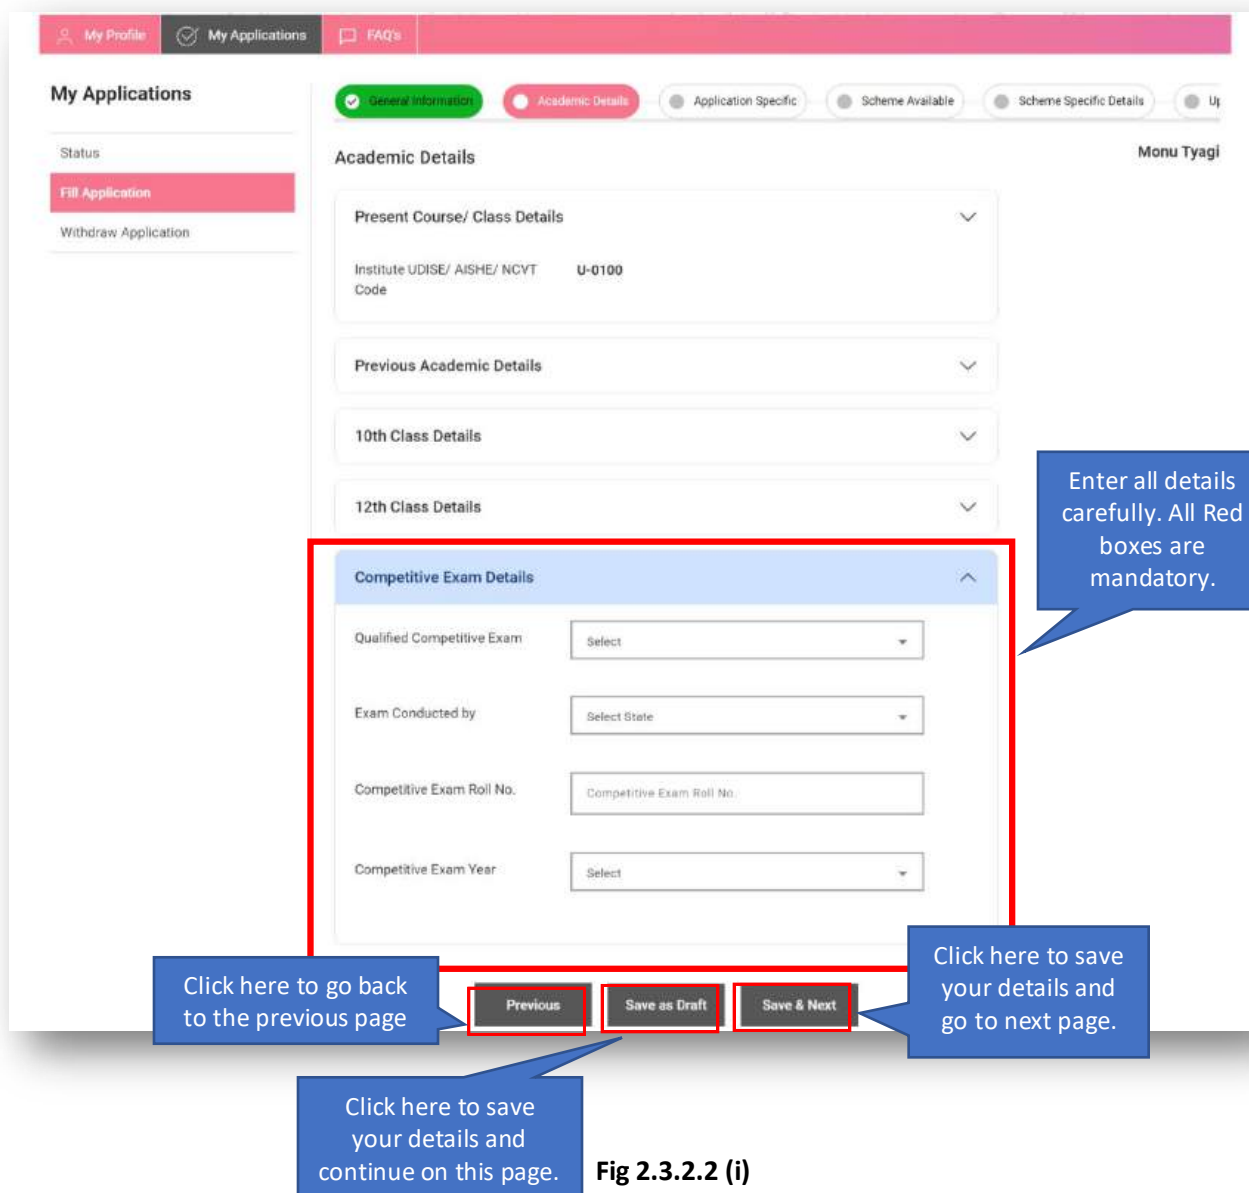 My Profile
My Applications
FAQ's
My Applications
General Information
Academic Details
Application Specific
Scheme Available
Scheme Specific Details
Status
Fill Application
Withdraw Application
Academic Details
Monu Tyagi
Present Course/ Class Details
Institute UDISE/ AISHE/ NCVT
Code
U-0100
Previous Academic Details
10th Class Details
12th Class Details
Enter all details
carefully. All Red
boxes are
mandatory.
Competitive Exam Details
Qualified Competitive Exam
Select
Exam Conducted by
Select State
Competitive Exam Roll No.
Competitive Exam Roll No.
Competitive Exam Year
Select
Click here to go back
to the previous page
Previous
Save as Draft
Save & Next
Click here to save
your details and
go to next page.
Click here to save
your details and
continue on this page.
Fig 2.3.2.2 (i)